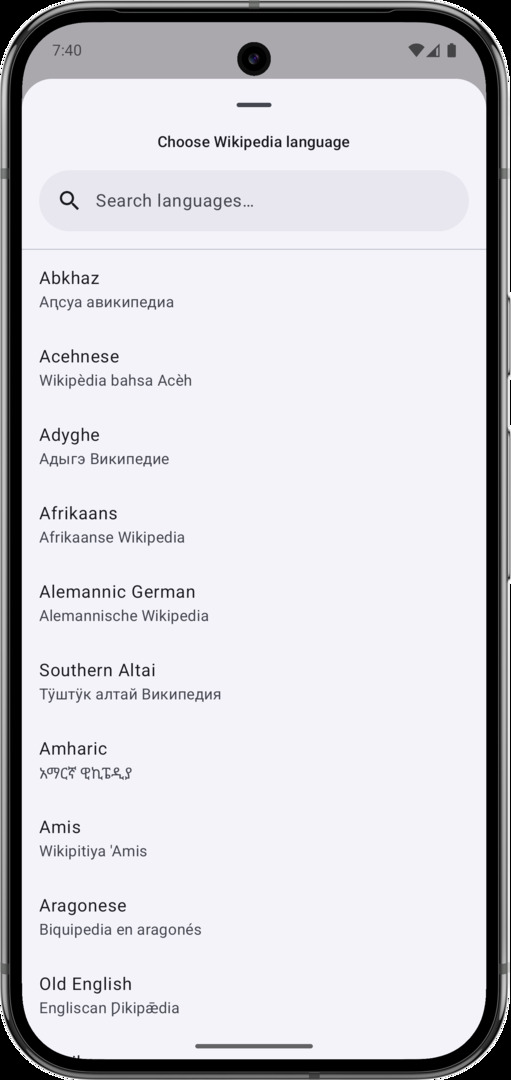 7:40
Choose Wikipedia language
Search languages…
Abkhaz
Аԥсуа авикипедиа
Acehnese
Wikipèdia bahsa Acèh
Adyghe
Адыгэ Википедие
Afrikaans
Afrikaanse Wikipedia
Alemannic German
Alemannische Wikipedia
Southern Altai
Тӱштӱк алтай Википедия
Amharic
አማርኛ ዊኪፔዲያ
Amis
Wikipitiya 'Amis
Aragonese
Biquipedia en aragonés
Old English
Engliscan Ƿikipǣdia